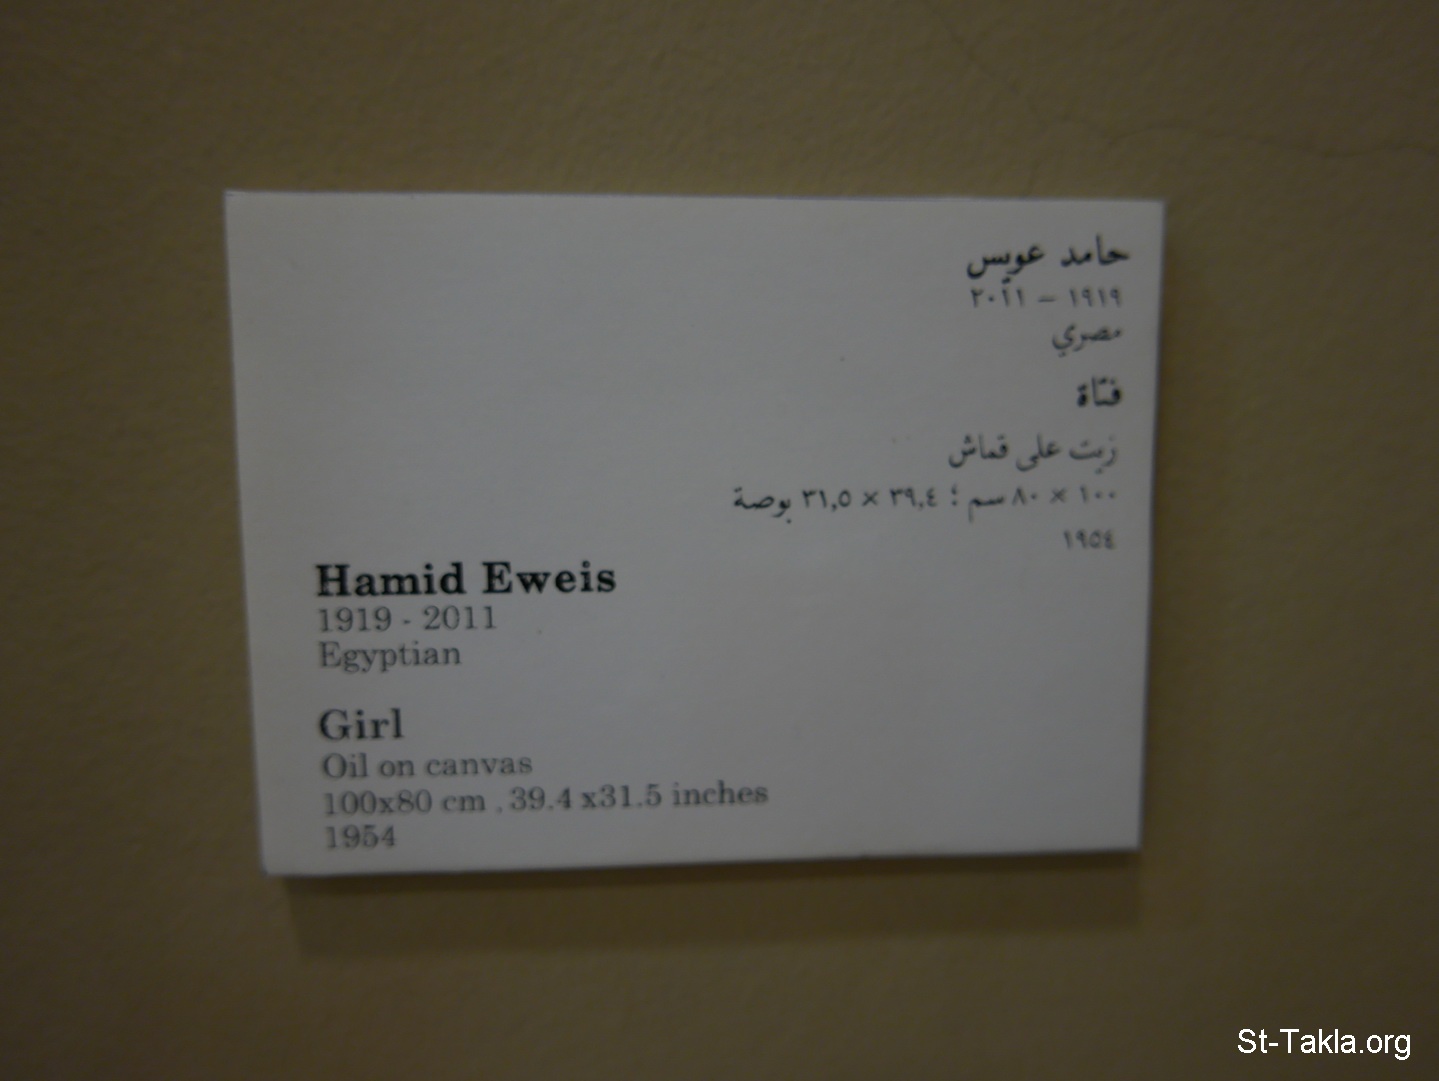 حامد عويس
١٩١٩ – ٢٠١١
مصري
فتاة
زيت على قماش
١٠٠ × ٨٠ سم ؛ ٣٩,٤ × ٣١,٥ بوصة
١٩٥٤
Hamid Eweis
1919 - 2011
Egyptian
Girl
Oil on canvas
100x80 cm , 39.4 x31.5 inches
1954
St-Takla.org